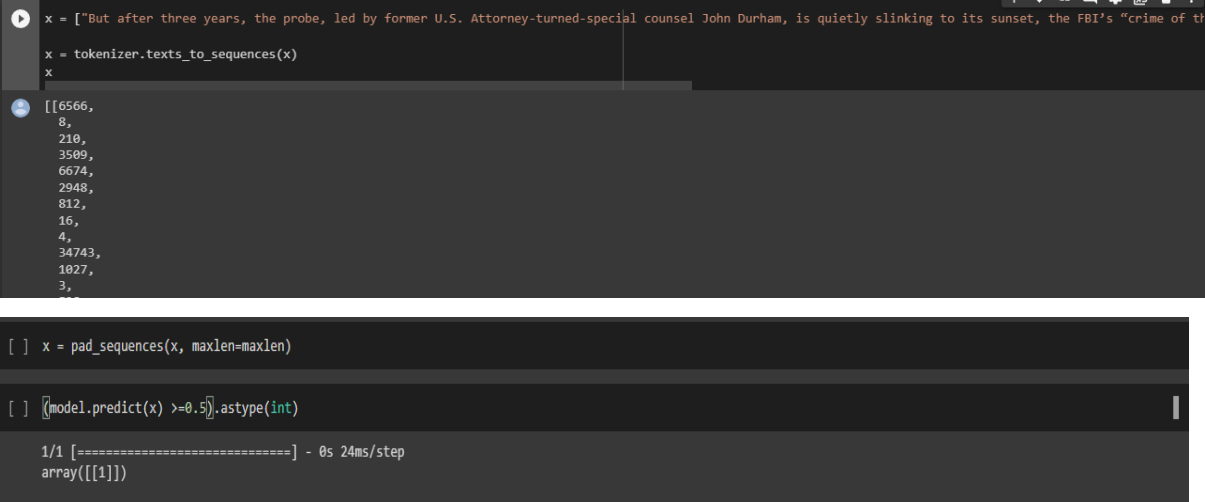 x = ["But after three years, the probe, led by former U.S. Attorney-turned-special counsel John Durham, is quietly slinking to its sunset, the FBI’s “crime of th
x = tokenizer.texts_to_sequences(x)
x
[[6566,
8,
210,
3509,
6674,
2948,
812,
16,
4,
34743,
1027,
3,
[ ] x = pad_sequences(x, maxlen=maxlen)
[ ] (model.predict(x) >=0.5).astype(int)
1/1 [==============================] - 0s 24ms/step
array([[1]])